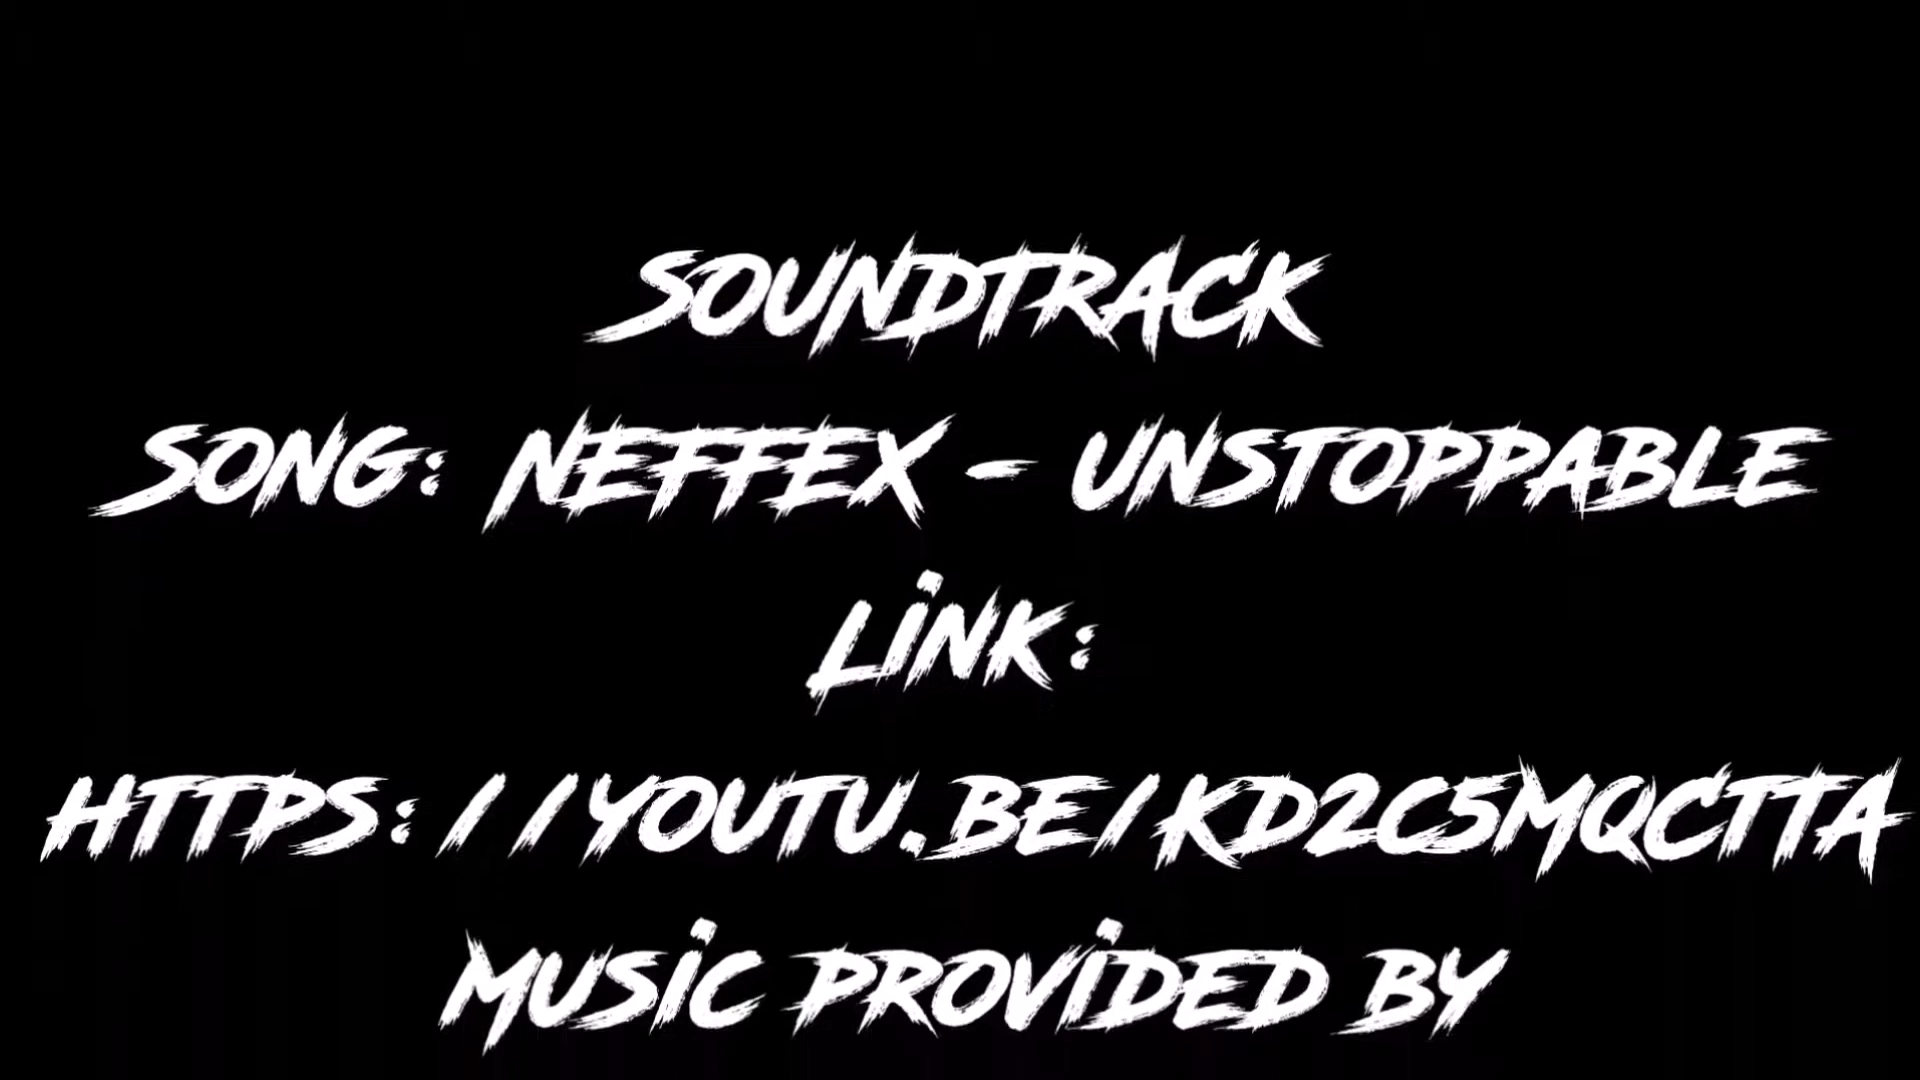 SOUNDTRACK
SONG: NEFFEX - UNSTOPPABLE
LINK:
HTTPS://YOUTU.BE/KD2C5MQCTTA
MUSIC PROVIDED BY